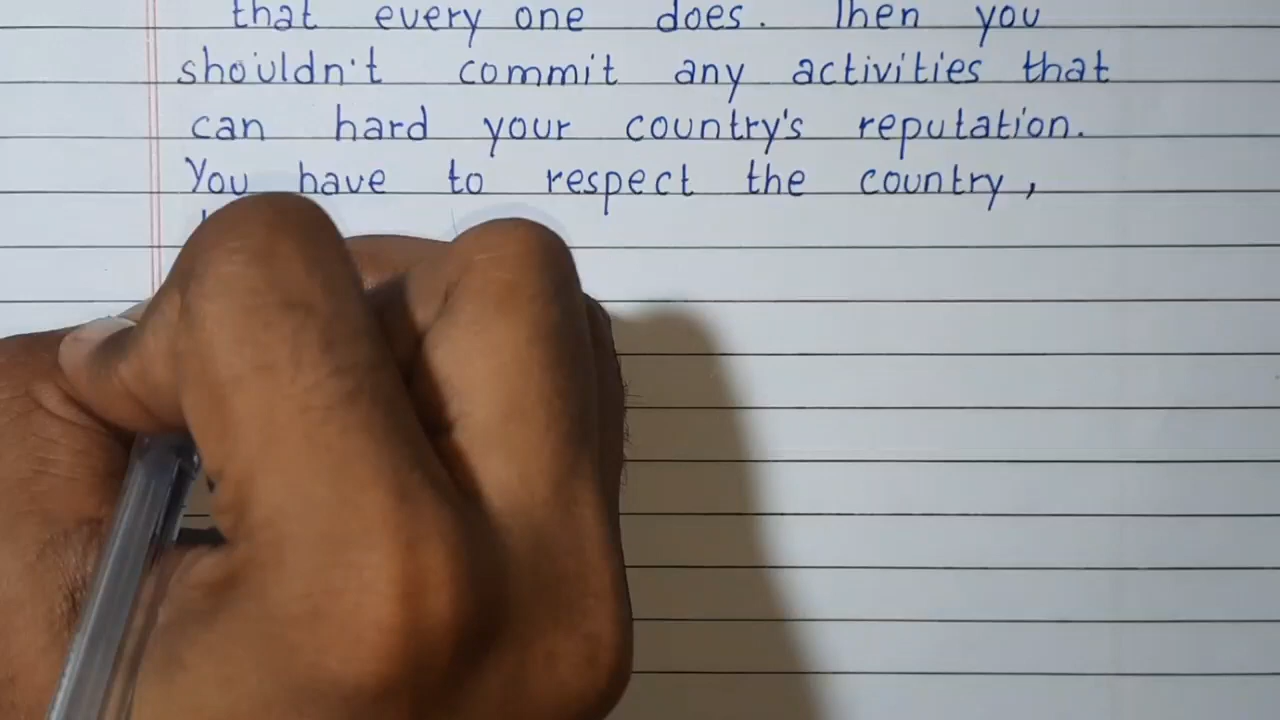 that every one does. Then you
shouldn't commit any activities that
can hard your country's reputation.
You have to respect the country,